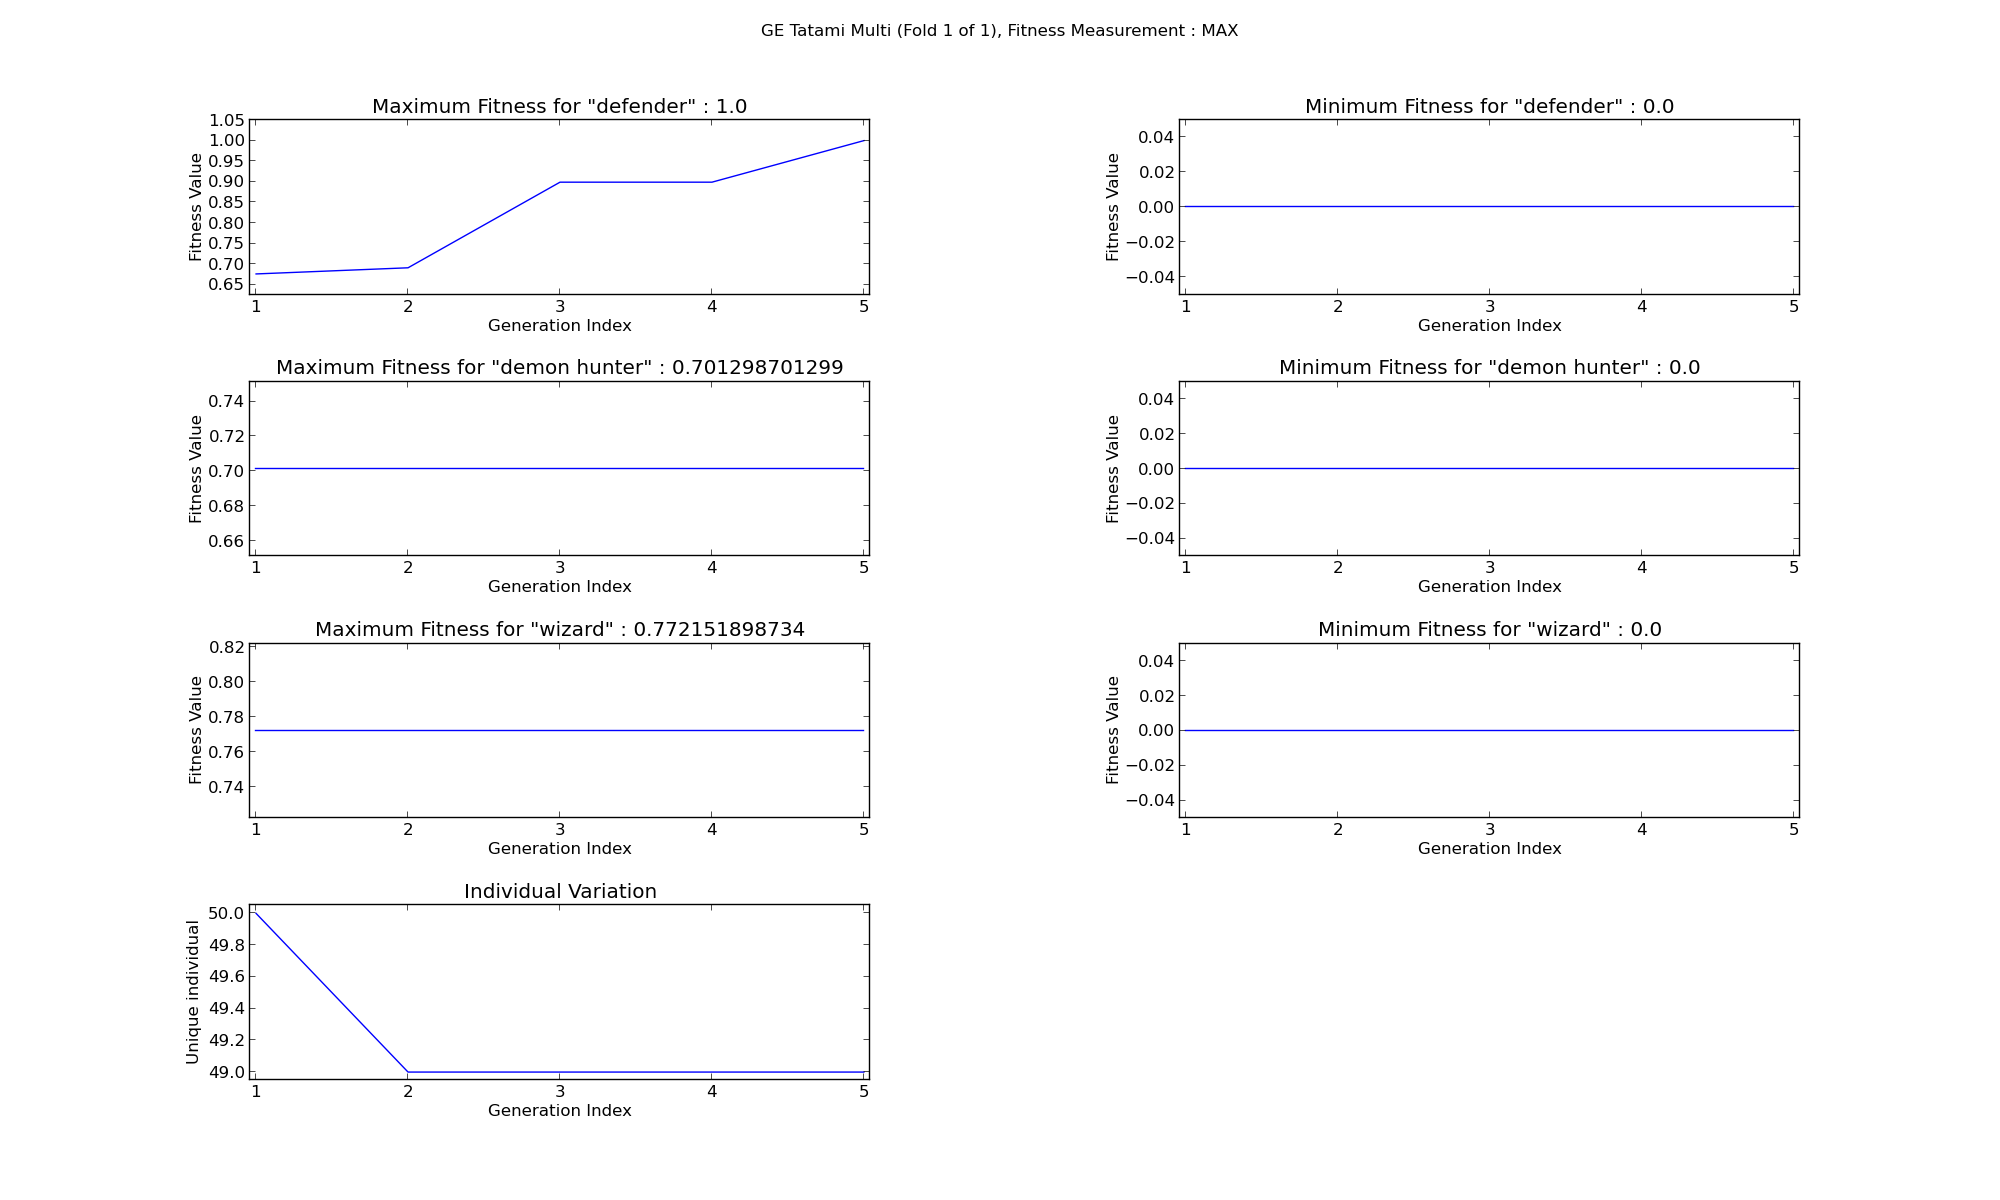 GE Tatami Multi (Fold 1 of 1), Fitness Measurement : MAX
Maximum Fitness for "defender" : 1.0
Fitness Value
1.05
1.00
0.95
0.90
0.85
0.80
0.75
0.70
0.65
1 2 3 4 5
Generation Index
Minimum Fitness for "defender" : 0.0
Fitness Value
0.04
0.02
0.00
−0.02
−0.04
1 2 3 4 5
Generation Index
Maximum Fitness for "demon hunter" : 0.701298701299
Fitness Value
0.74
0.72
0.70
0.68
0.66
1 2 3 4 5
Generation Index
Minimum Fitness for "demon hunter" : 0.0
Fitness Value
0.04
0.02
0.00
−0.02
−0.04
1 2 3 4 5
Generation Index
Maximum Fitness for "wizard" : 0.772151898734
Fitness Value
0.82
0.80
0.78
0.76
0.74
1 2 3 4 5
Generation Index
Minimum Fitness for "wizard" : 0.0
Fitness Value
0.04
0.02
0.00
−0.02
−0.04
1 2 3 4 5
Generation Index
Individual Variation
Unique individual
50.0
49.8
49.6
49.4
49.2
49.0
1 2 3 4 5
Generation Index